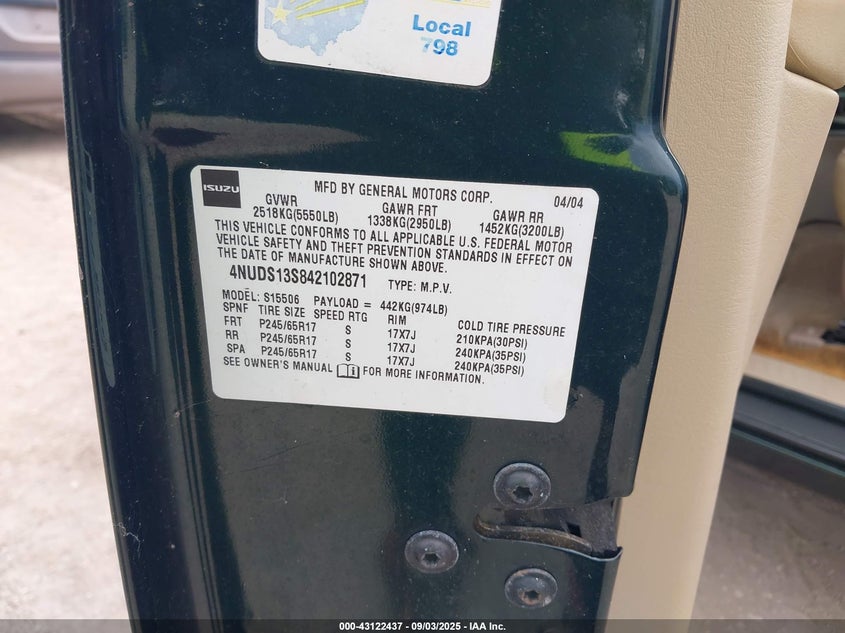 Local
798
ISUZU
MFD BY GENERAL MOTORS CORP. 04/04
GVWR GAWR FRT GAWR RR
2518KG(5550LB) 1338KG(2950LB) 1452KG(3200LB)
THIS VEHICLE CONFORMS TO ALL APPLICABLE U.S. FEDERAL MOTOR
VEHICLE SAFETY AND THEFT PREVENTION STANDARDS IN EFFECT ON
THE DATE OF MANUFACTURE SHOWN ABOVE.
4NUDS13S842102871 TYPE: M.P.V.
MODEL: S15506 PAYLOAD = 442KG(974LB)
SPNF TIRE SIZE SPEED RTG RIM COLD TIRE PRESSURE
FRT P245/65R17 S 17X7J 210KPA(30PSI)
RR P245/65R17 S 17X7J 240KPA(35PSI)
SPA P245/65R17 S 17X7J 240KPA(35PSI)
SEE OWNER'S MANUAL FOR MORE INFORMATION.
000-43122437 - 09/03/2025 - IAA Inc.